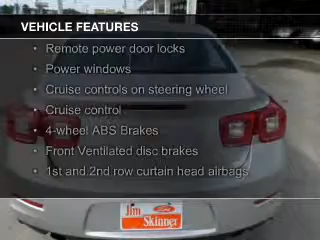 VEHICLE FEATURES
• Remote power door locks
• Power windows
• Cruise controls on steering wheel
• Cruise control
• 4-wheel ABS Brakes
• Front Ventilated disc brakes
• 1st and 2nd row curtain head airbags
Jim Ford
Skinner